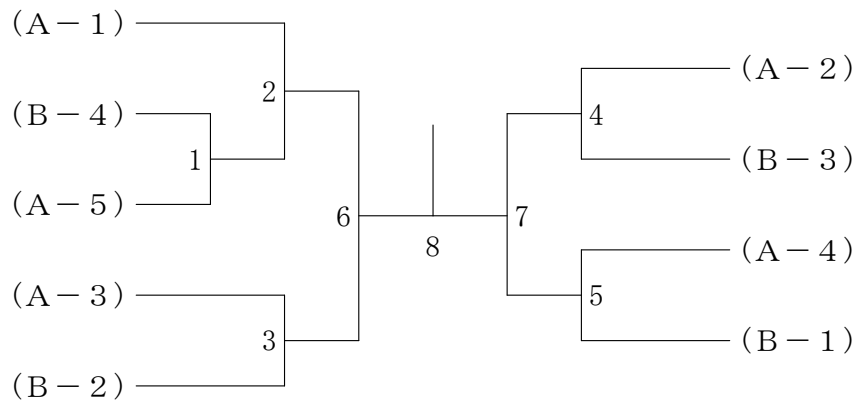 (A-1)
(B-4)
(A-5)
(A-3)
(B-2)
1
2
3
6
8
7
4
5
(A-2)
(B-3)
(A-4)
(B-1)